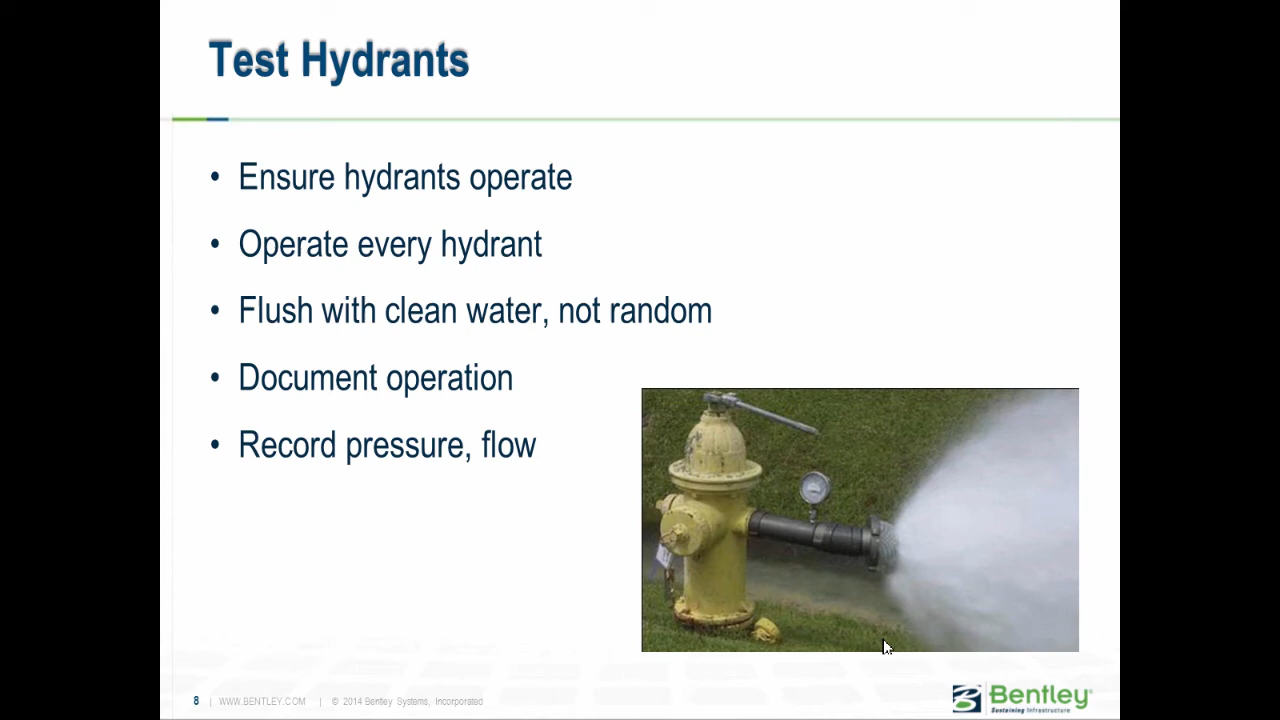 Test Hydrants
• Ensure hydrants operate
• Operate every hydrant
• Flush with clean water, not random
• Document operation
• Record pressure, flow
8 | WWW.BENTLEY.COM | © 2014 Bentley Systems, Incorporated
Bentley®
Sustaining Infrastructure